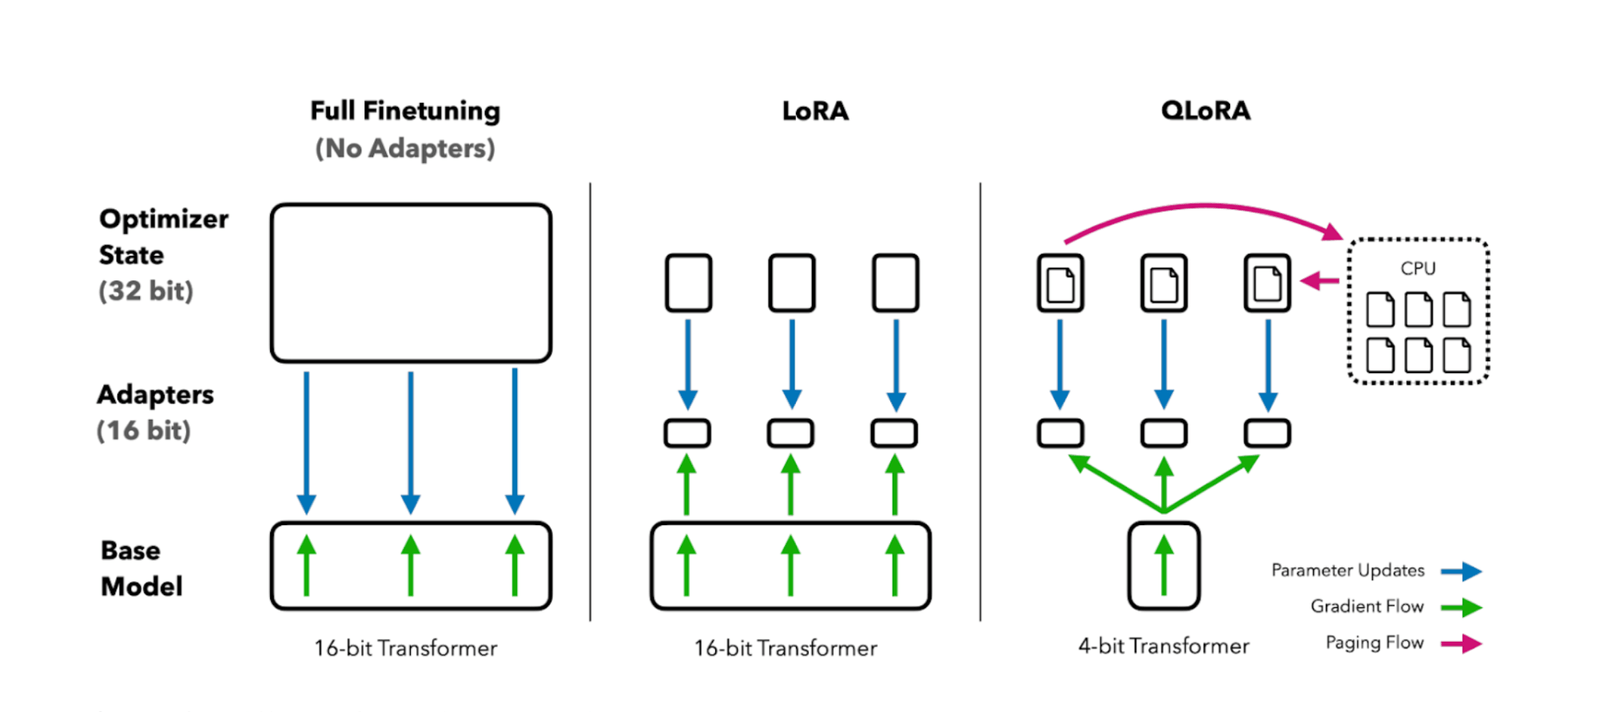 Full Finetuning
(No Adapters)
LoRA
QLoRA
Optimizer
State
(32 bit)
CPU
Adapters
(16 bit)
Base
Model
Parameter Updates
Gradient Flow
Paging Flow
16-bit Transformer
16-bit Transformer
4-bit Transformer